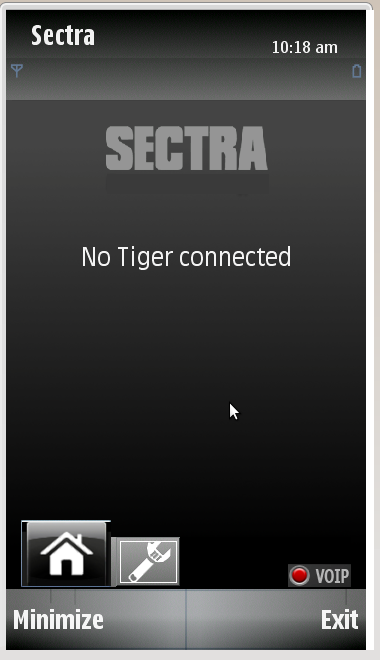 Sectra
10:18 am
SECTRA
No Tiger connected
VOIP
Minimize
Exit